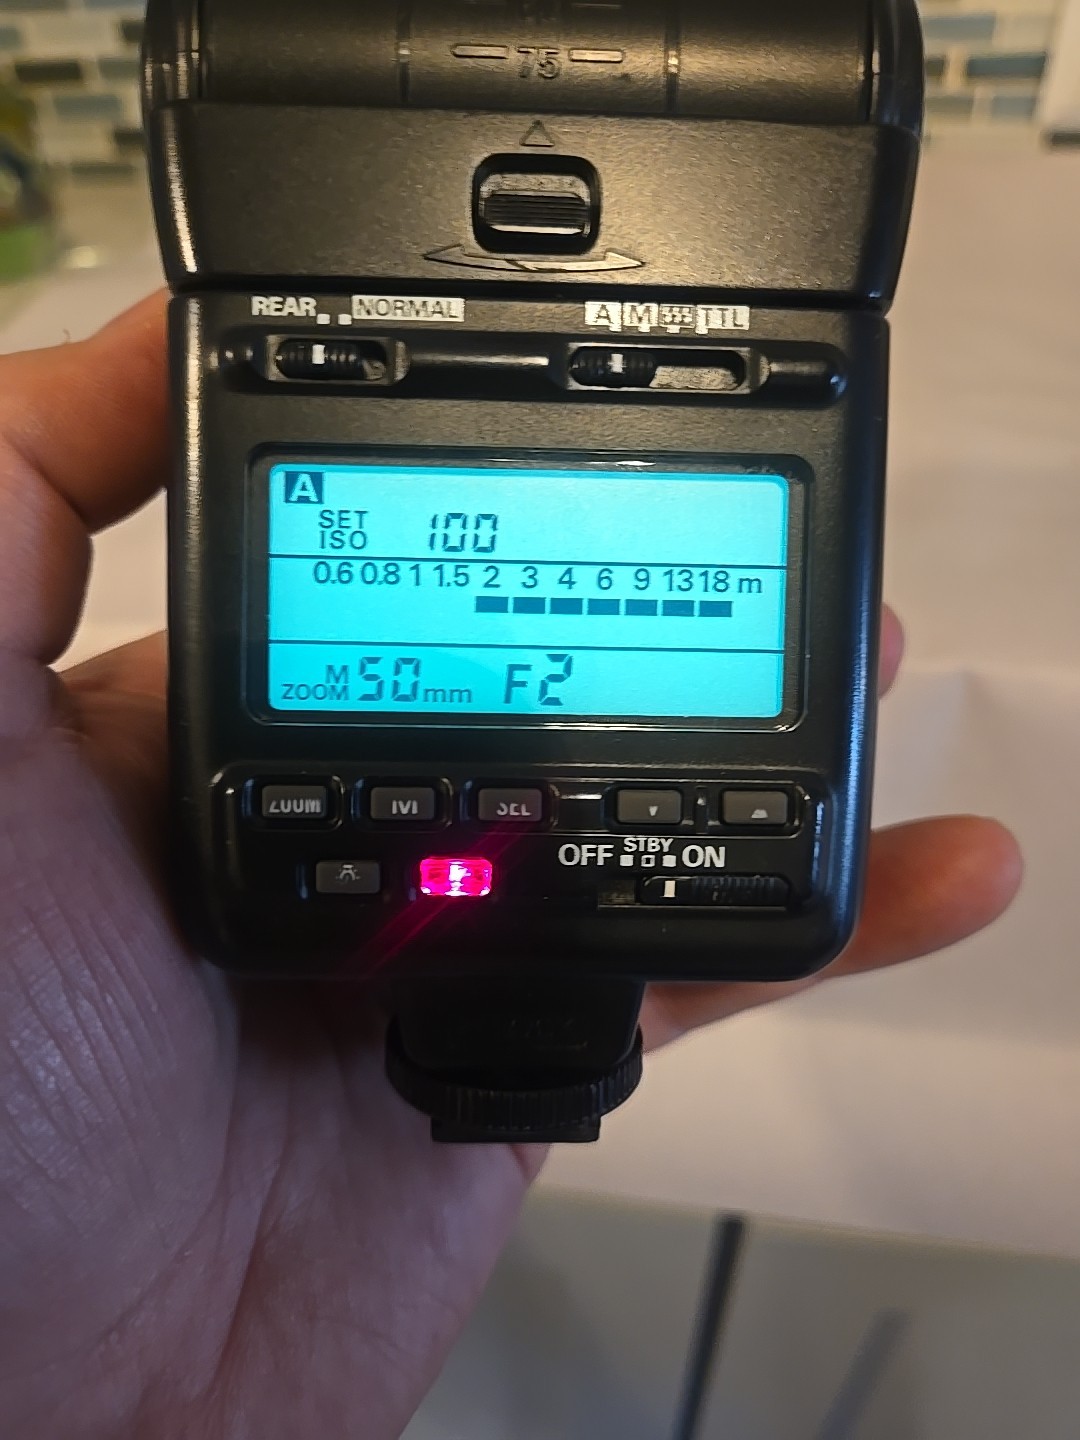 75
REAR NORMAL
A M TTL
A
SET
ISO 100
0.6 0.8 1 1.5 2 3 4 6 9 13 18 m
M
ZOOM 50mm F2
ZOOM M SEL
OFF STBY ON